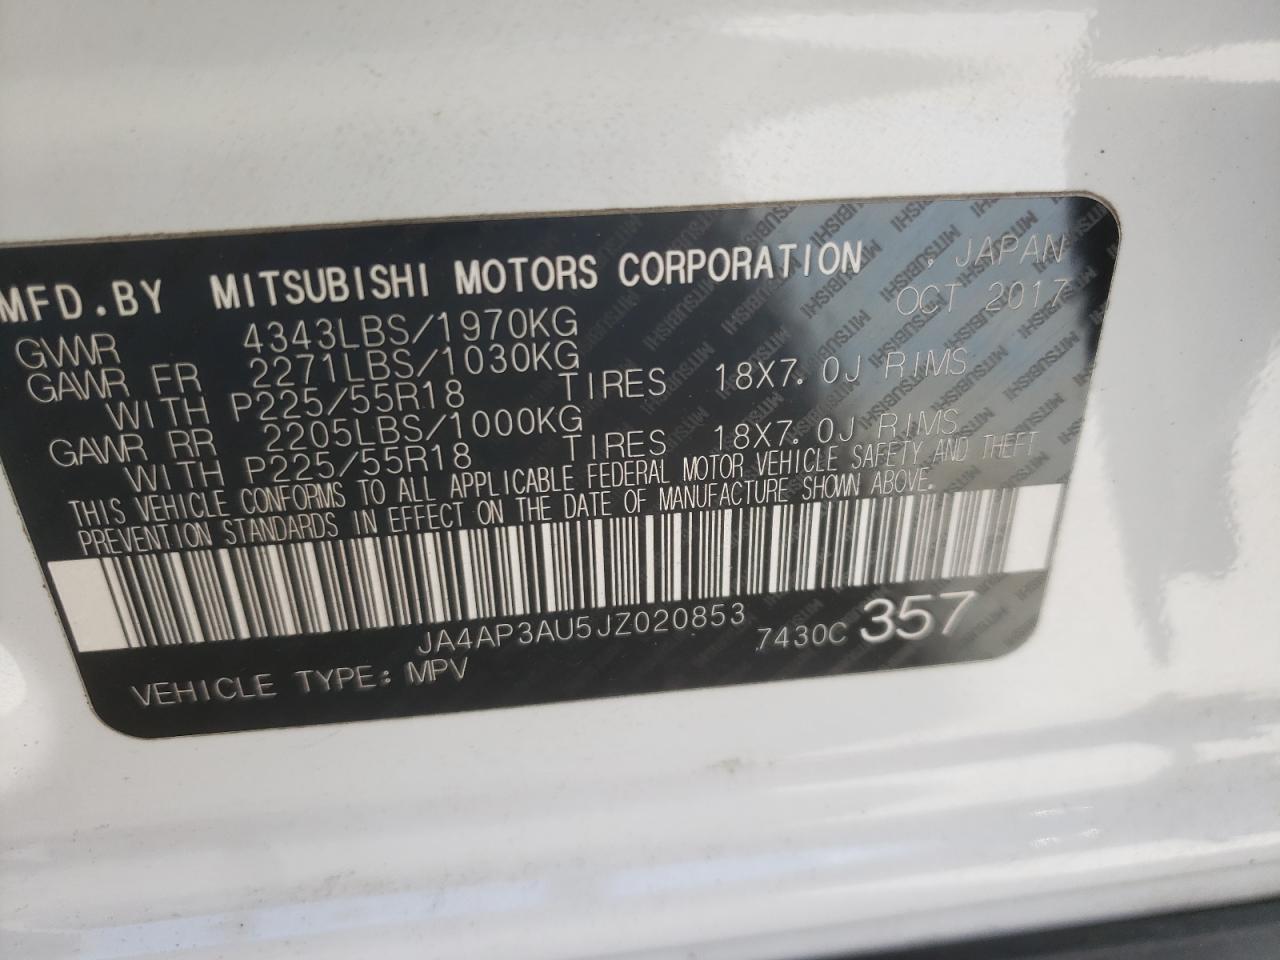 MFD.BY MITSUBISHI MOTORS CORPORATION , JAPAN
OCT 2017
GVWR 4343LBS/1970KG
GAWR FR 2271LBS/1030KG
WITH P225/55R18 TIRES 18X7.0J RIMS
GAWR RR 2205LBS/1000KG
WITH P225/55R18 TIRES 18X7.0J RIMS
THIS VEHICLE CONFORMS TO ALL APPLICABLE FEDERAL MOTOR VEHICLE SAFETY AND THEFT
PREVENTION STANDARDS IN EFFECT ON THE DATE OF MANUFACTURE SHOWN ABOVE.
JA4AP3AU5JZ020853
7430C 357
VEHICLE TYPE: MPV